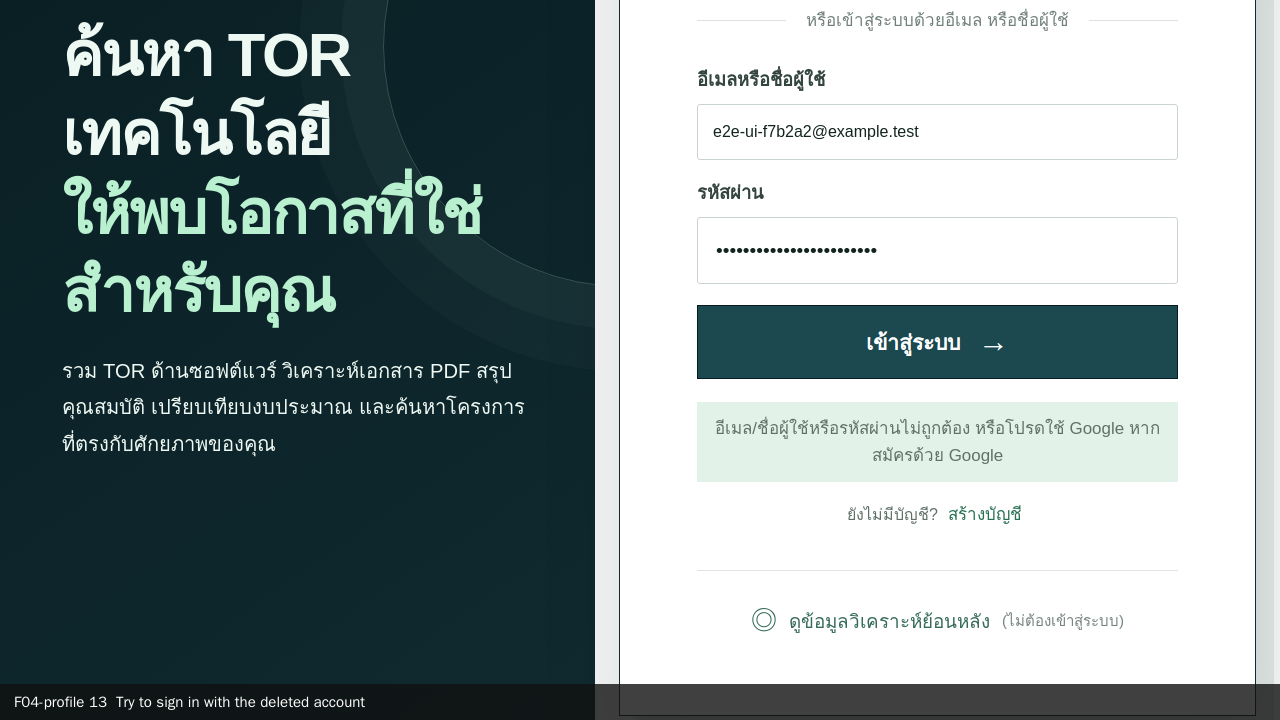 ค้นหา TOR
เทคโนโลยี
ให้พบโอกาสที่ใช่
สำหรับคุณ
รวม TOR ด้านซอฟต์แวร์ วิเคราะห์เอกสาร PDF สรุป
คุณสมบัติ เปรียบเทียบงบประมาณ และค้นหาโครงการ
ที่ตรงกับศักยภาพของคุณ
หรือเข้าสู่ระบบด้วยอีเมล หรือชื่อผู้ใช้
อีเมลหรือชื่อผู้ใช้
e2e-ui-f7b2a2@example.test
รหัสผ่าน
••••••••••••••••••••••••
เข้าสู่ระบบ →
อีเมล/ชื่อผู้ใช้หรือรหัสผ่านไม่ถูกต้อง หรือโปรดใช้ Google หาก
สมัครด้วย Google
ยังไม่มีบัญชี? สร้างบัญชี
ดูข้อมูลวิเคราะห์ย้อนหลัง (ไม่ต้องเข้าสู่ระบบ)
F04-profile 13 Try to sign in with the deleted account